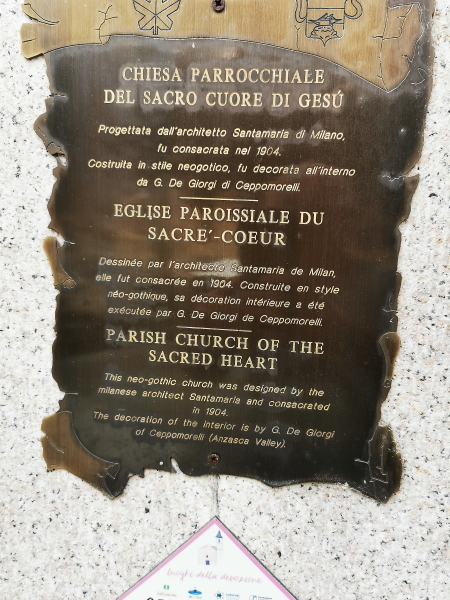 CHIESA PARROCCHIALE
DEL SACRO CUORE DI GESÚ
Progettata dall'architetto Santamaria di Milano,
fu consacrata nel 1904.
Costruita in stile neogotico, fu decorata all'interno
da G. De Giorgi di Ceppomorelli.
EGLISE PAROISSIALE DU
SACRE´-COEUR
Dessinée par l'architecte Santamaria de Milan,
elle fut consacrée en 1904. Construite en style
néo-gothique, sa décoration intérieure a été
exécutée par G. De Giorgi de Ceppomorelli.
PARISH CHURCH OF THE
SACRED HEART
This neo-gothic church was designed by the
milanese architect Santamaria and consacrated
in 1904.
The decoration of the interior is by G. De Giorgi
of Ceppomorelli (Anzasca Valley).
luoghi della devozione